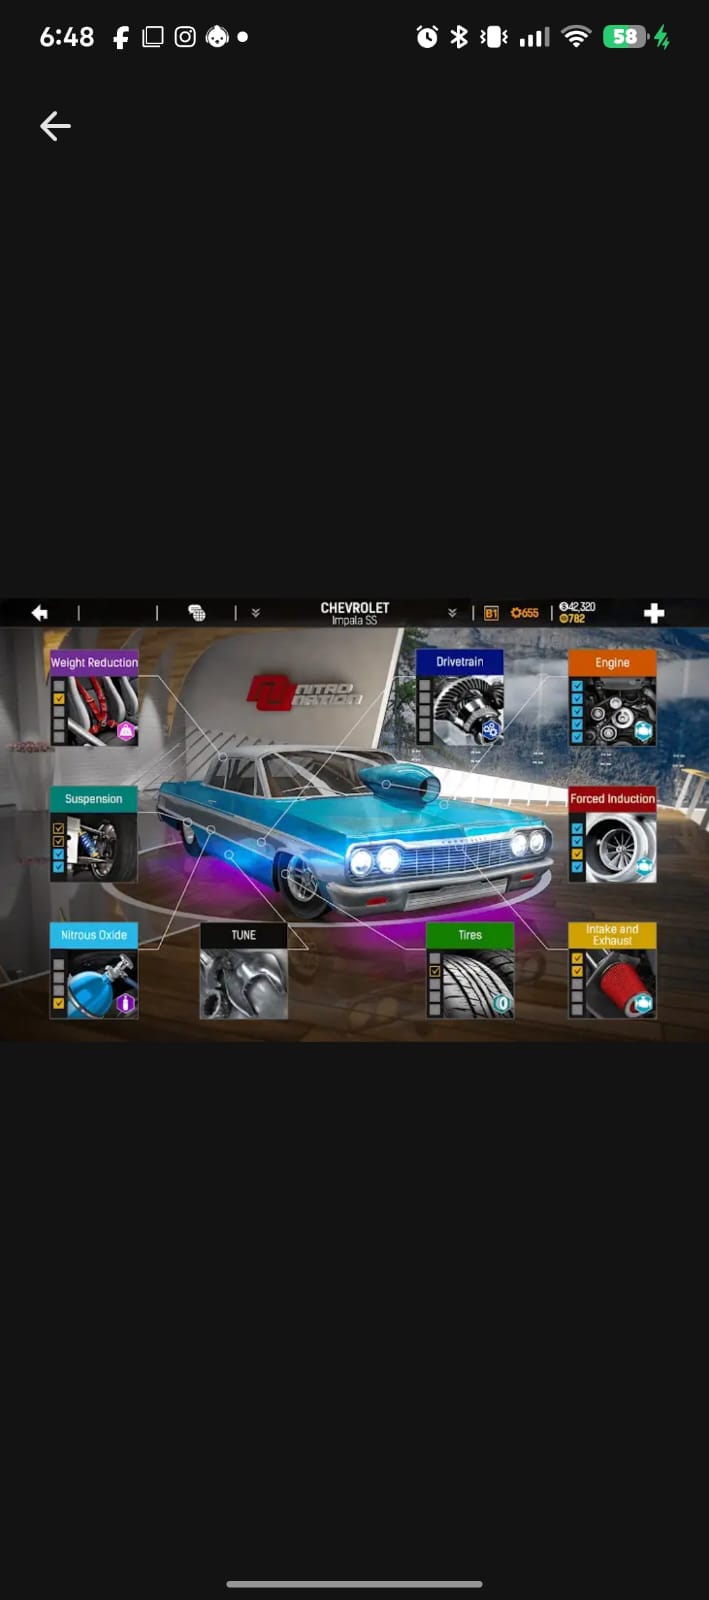 6:48
58
CHEVROLET
Impala SS
B1
655
42,320
782
Weight Reduction
Drivetrain
Engine
NITRO
NATION
Suspension
Forced Induction
Nitrous Oxide
TUNE
Tires
Intake and
Exhaust